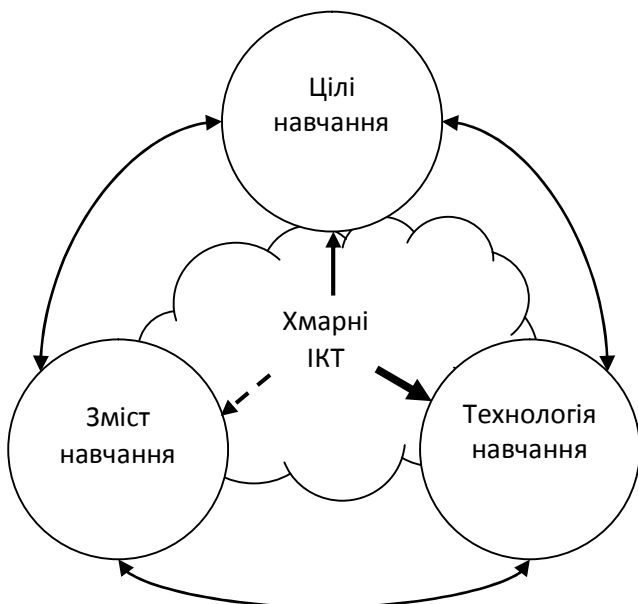 Цілі
навчання
Хмарні
ІКТ
Зміст
навчання
Технологія
навчання